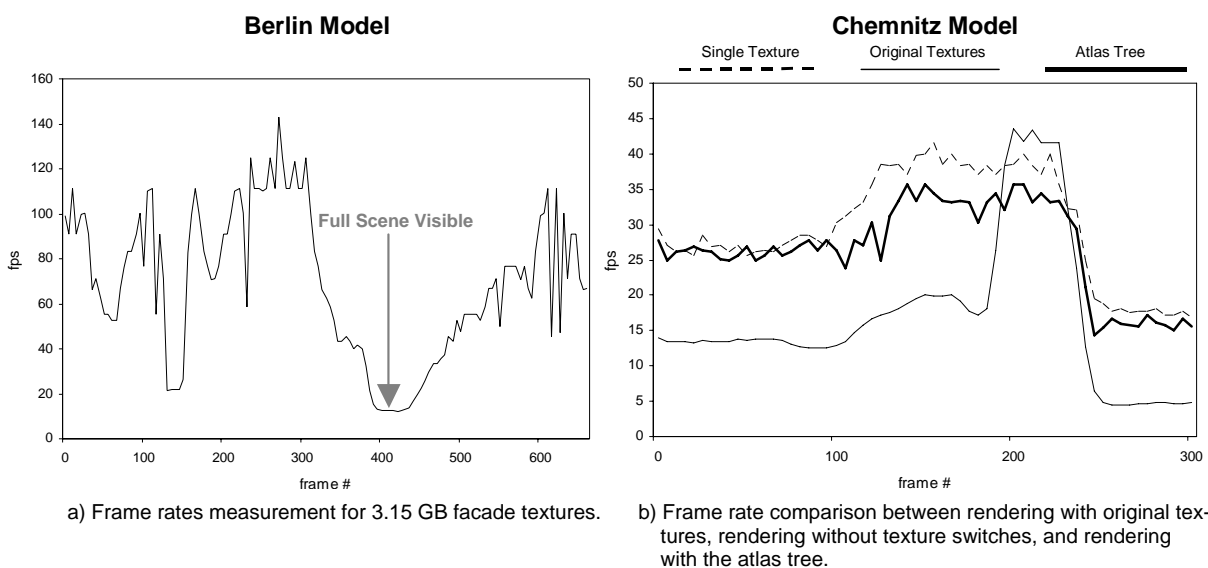 Berlin Model
160
140
120
100
80
60
40
20
0
fps
Full Scene Visible
0 100 200 300 400 500 600
frame #
a) Frame rates measurement for 3.15 GB facade textures.
Chemnitz Model
Single Texture Original Textures Atlas Tree
50
45
40
35
30
25
20
15
10
5
0
fps
0 100 200 300
frame #
b) Frame rate comparison between rendering with original tex-
tures, rendering without texture switches, and rendering
with the atlas tree.